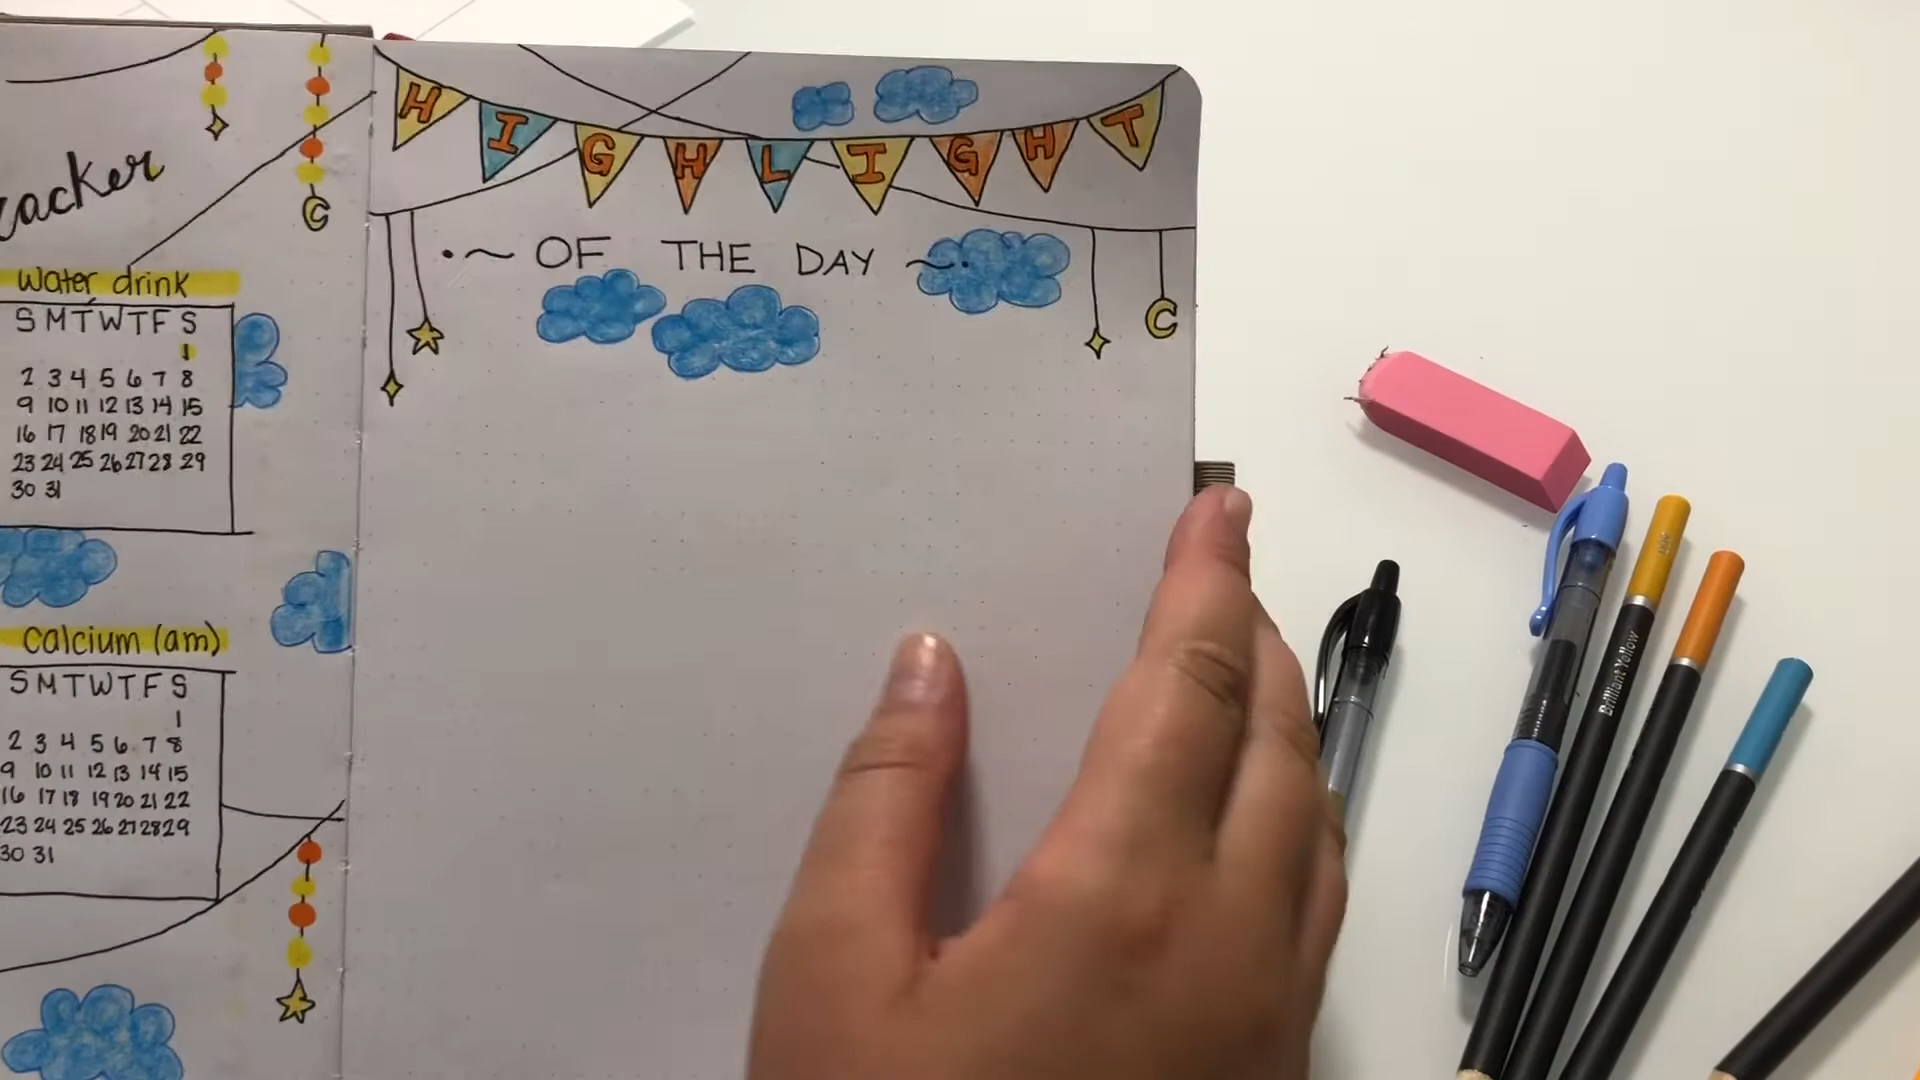 racker
water drink
S M T W T F S
1
2 3 4 5 6 7 8
9 10 11 12 13 14 15
16 17 18 19 20 21 22
23 24 25 26 27 28 29
30 31
calcium (am)
S M T W T F S
1
2 3 4 5 6 7 8
9 10 11 12 13 14 15
16 17 18 19 20 21 22
23 24 25 26 27 28 29
30 31
HIGHLIGHT
•~ OF THE DAY ~•
Brilliant Yellow